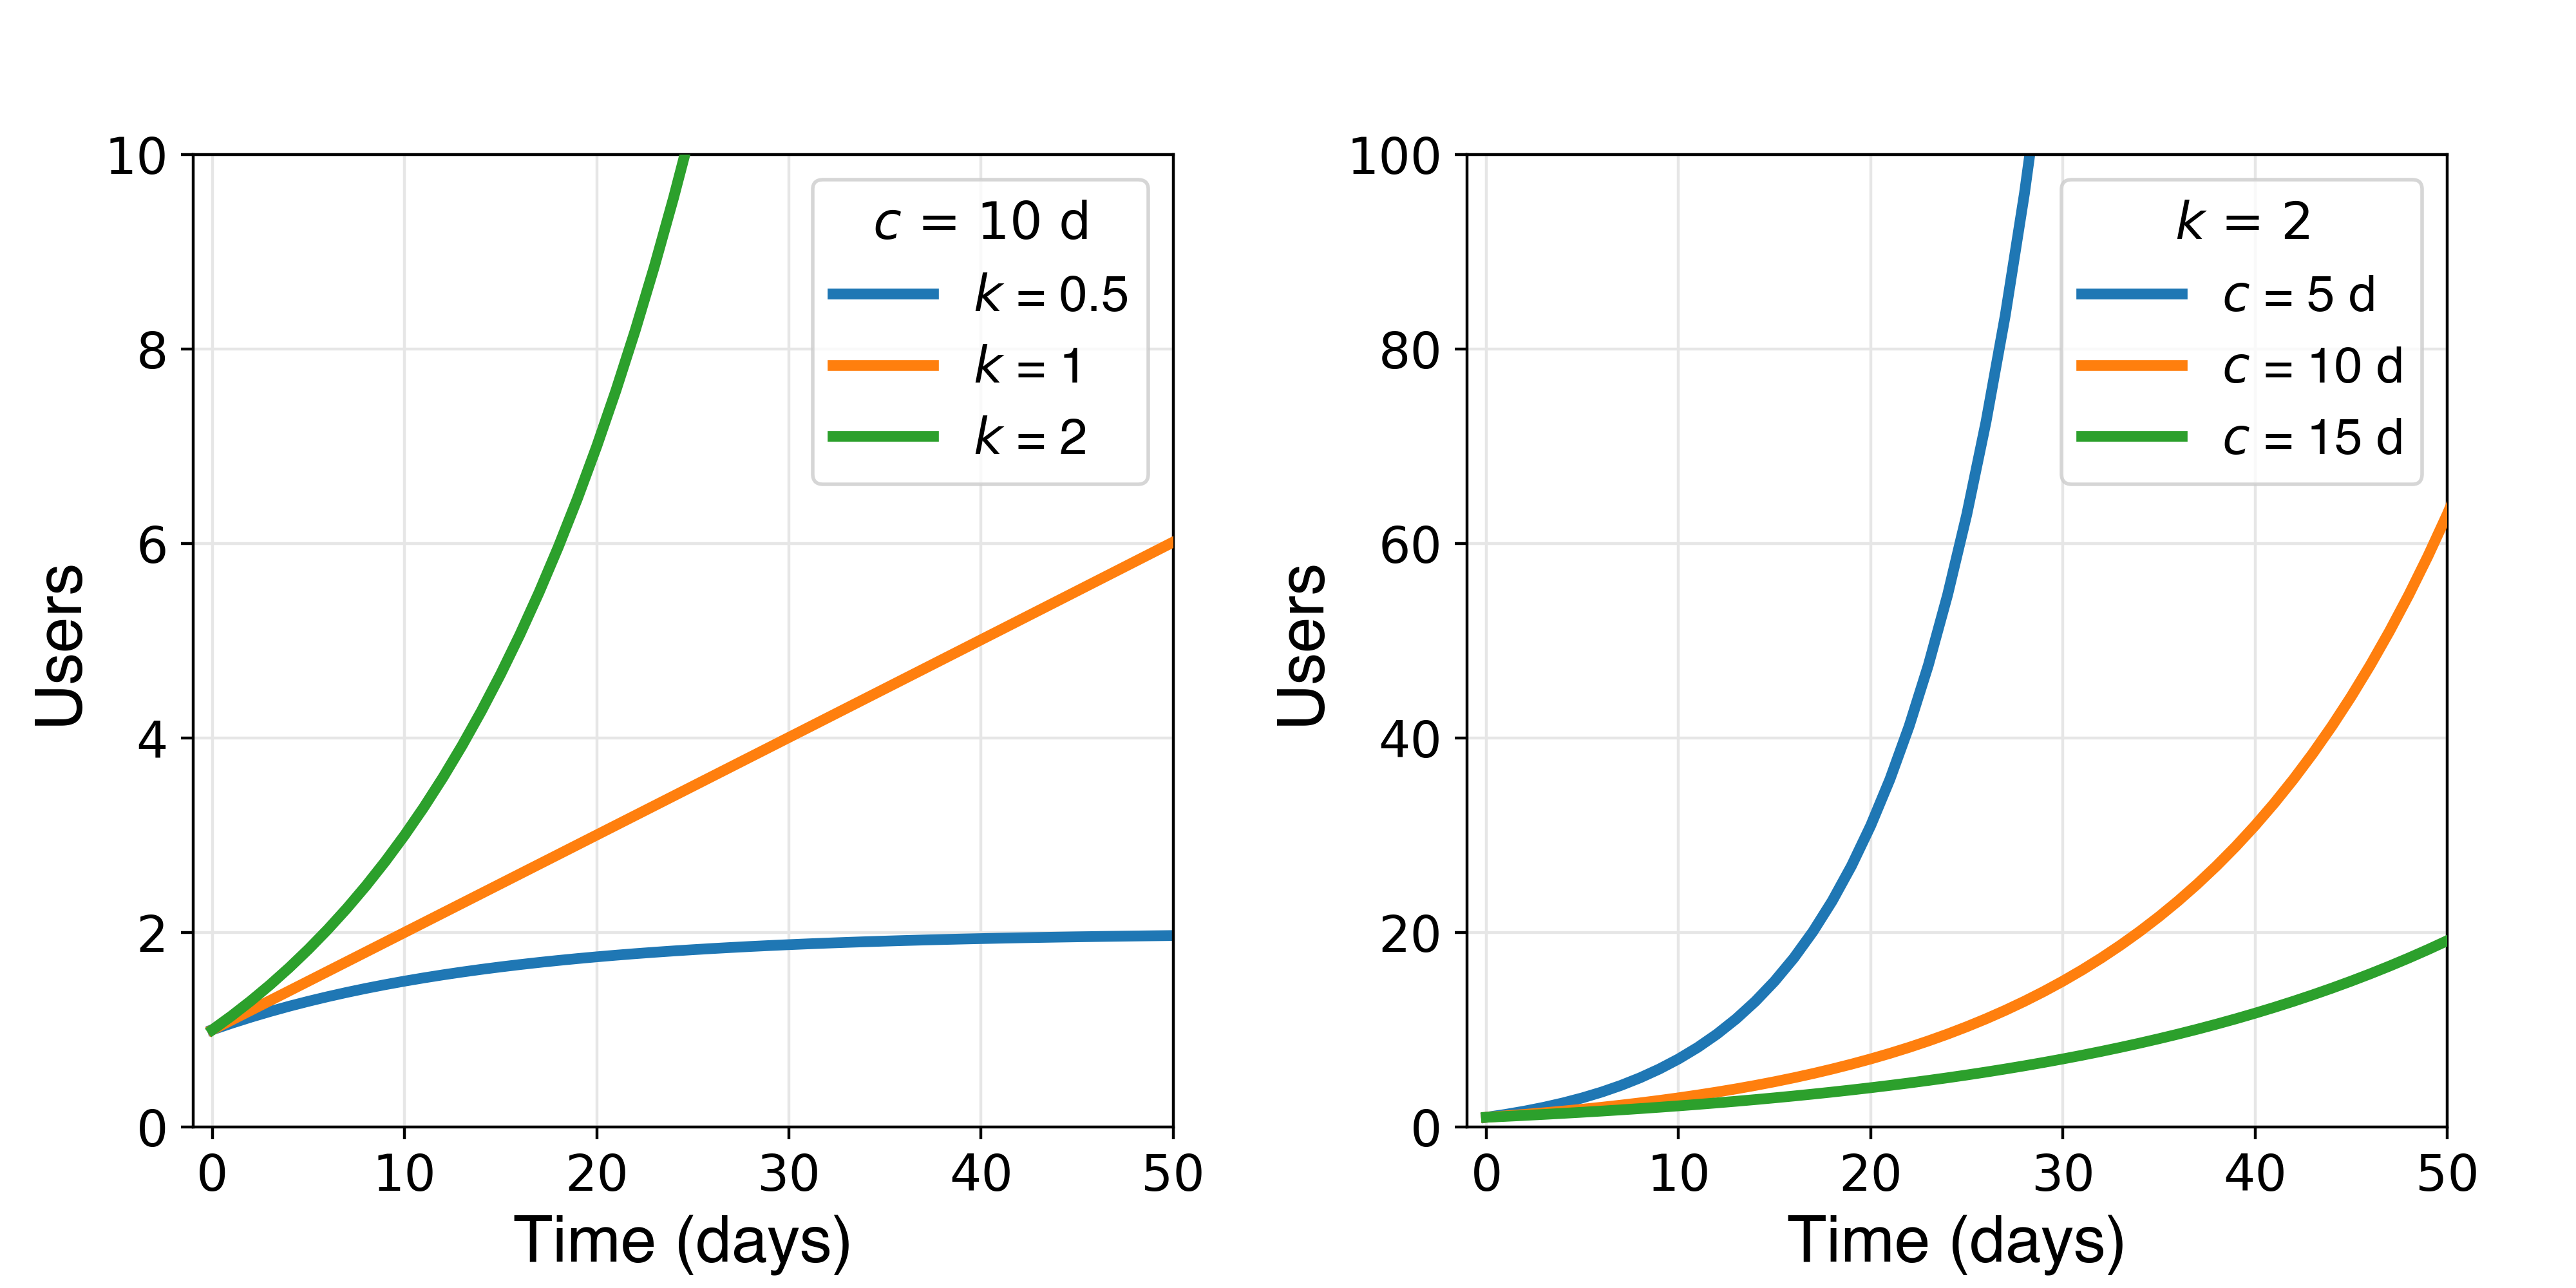 10
8
6
4
2
0
Users
0 10 20 30 40 50
Time (days)
c = 10 d
k = 0.5
k = 1
k = 2
100
80
60
40
20
0
Users
0 10 20 30 40 50
Time (days)
k = 2
c = 5 d
c = 10 d
c = 15 d